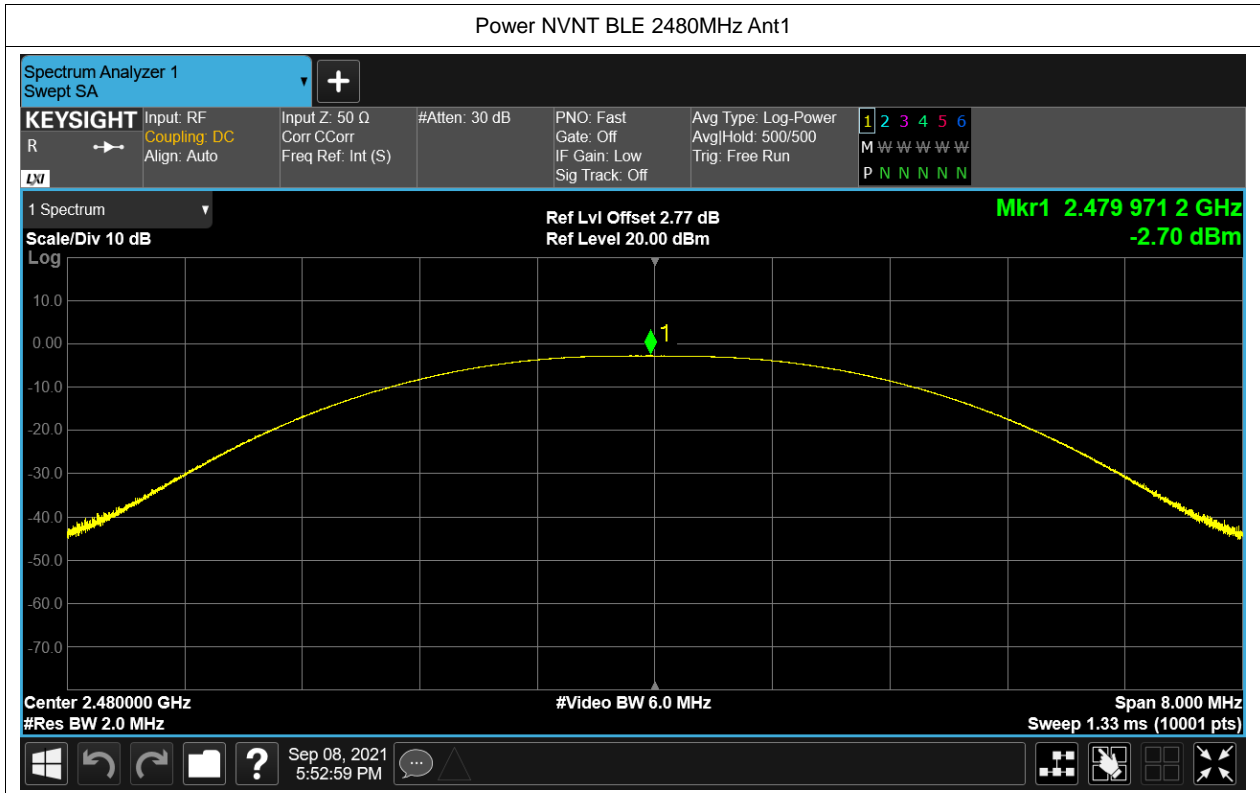 Power NVNT BLE 2480MHz Ant1
Spectrum Analyzer 1
Swept SA
KEYSIGHT
R
LXI
Input: RF
Coupling: DC
Align: Auto
Input Z: 50 Ω
Corr CCorr
Freq Ref: Int (S)
#Atten: 30 dB
PNO: Fast
Gate: Off
IF Gain: Low
Sig Track: Off
Avg Type: Log-Power
Avg|Hold: 500/500
Trig: Free Run
1 2 3 4 5 6
M W W W W W
P N N N N N
1 Spectrum
Scale/Div 10 dB
Log
Ref Lvl Offset 2.77 dB
Ref Level 20.00 dBm
Mkr1 2.479 971 2 GHz
-2.70 dBm
10.0
0.00
-10.0
-20.0
-30.0
-40.0
-50.0
-60.0
-70.0
1
Center 2.480000 GHz
#Res BW 2.0 MHz
#Video BW 6.0 MHz
Span 8.000 MHz
Sweep 1.33 ms (10001 pts)
?
Sep 08, 2021
5:52:59 PM